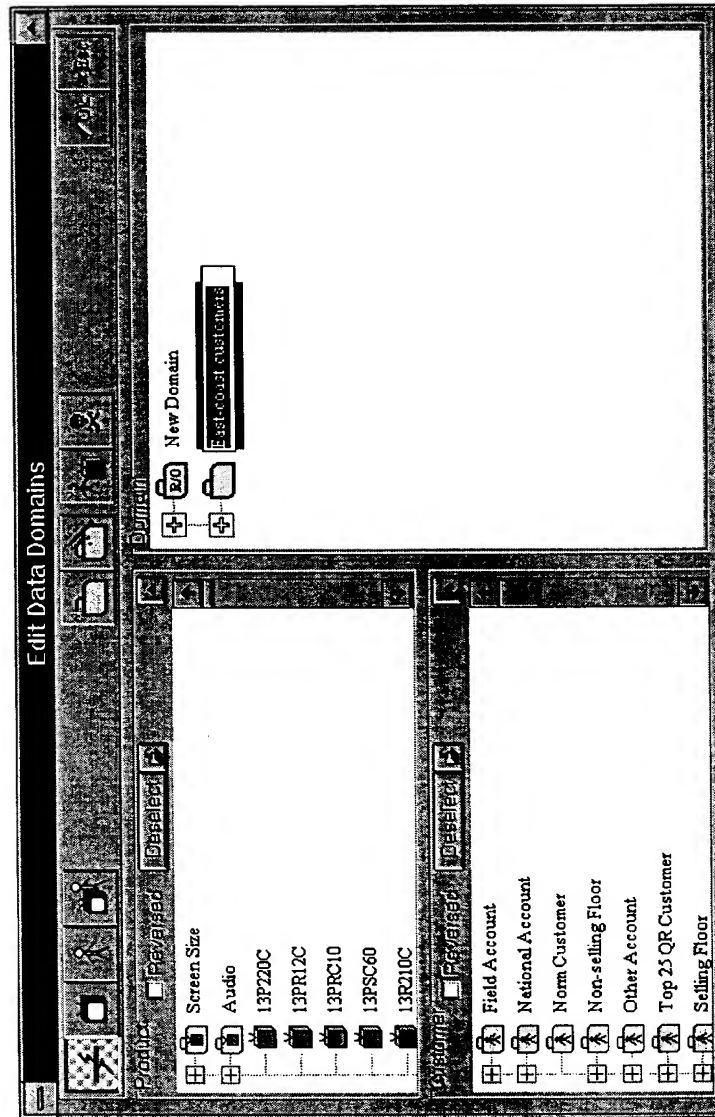 Edit Data Domains
OK
Product
Reversed
Deselect
Screen Size
Audio
13P220C
13PR12C
13PRC10
13PSC60
13R210C
Customer
Reversed
Deselect
Field Account
National Account
Norm Customer
Non-selling Floor
Other Account
Top 25 QR Customer
Selling Floor
Domain
R/O
New Domain
East-coast customers